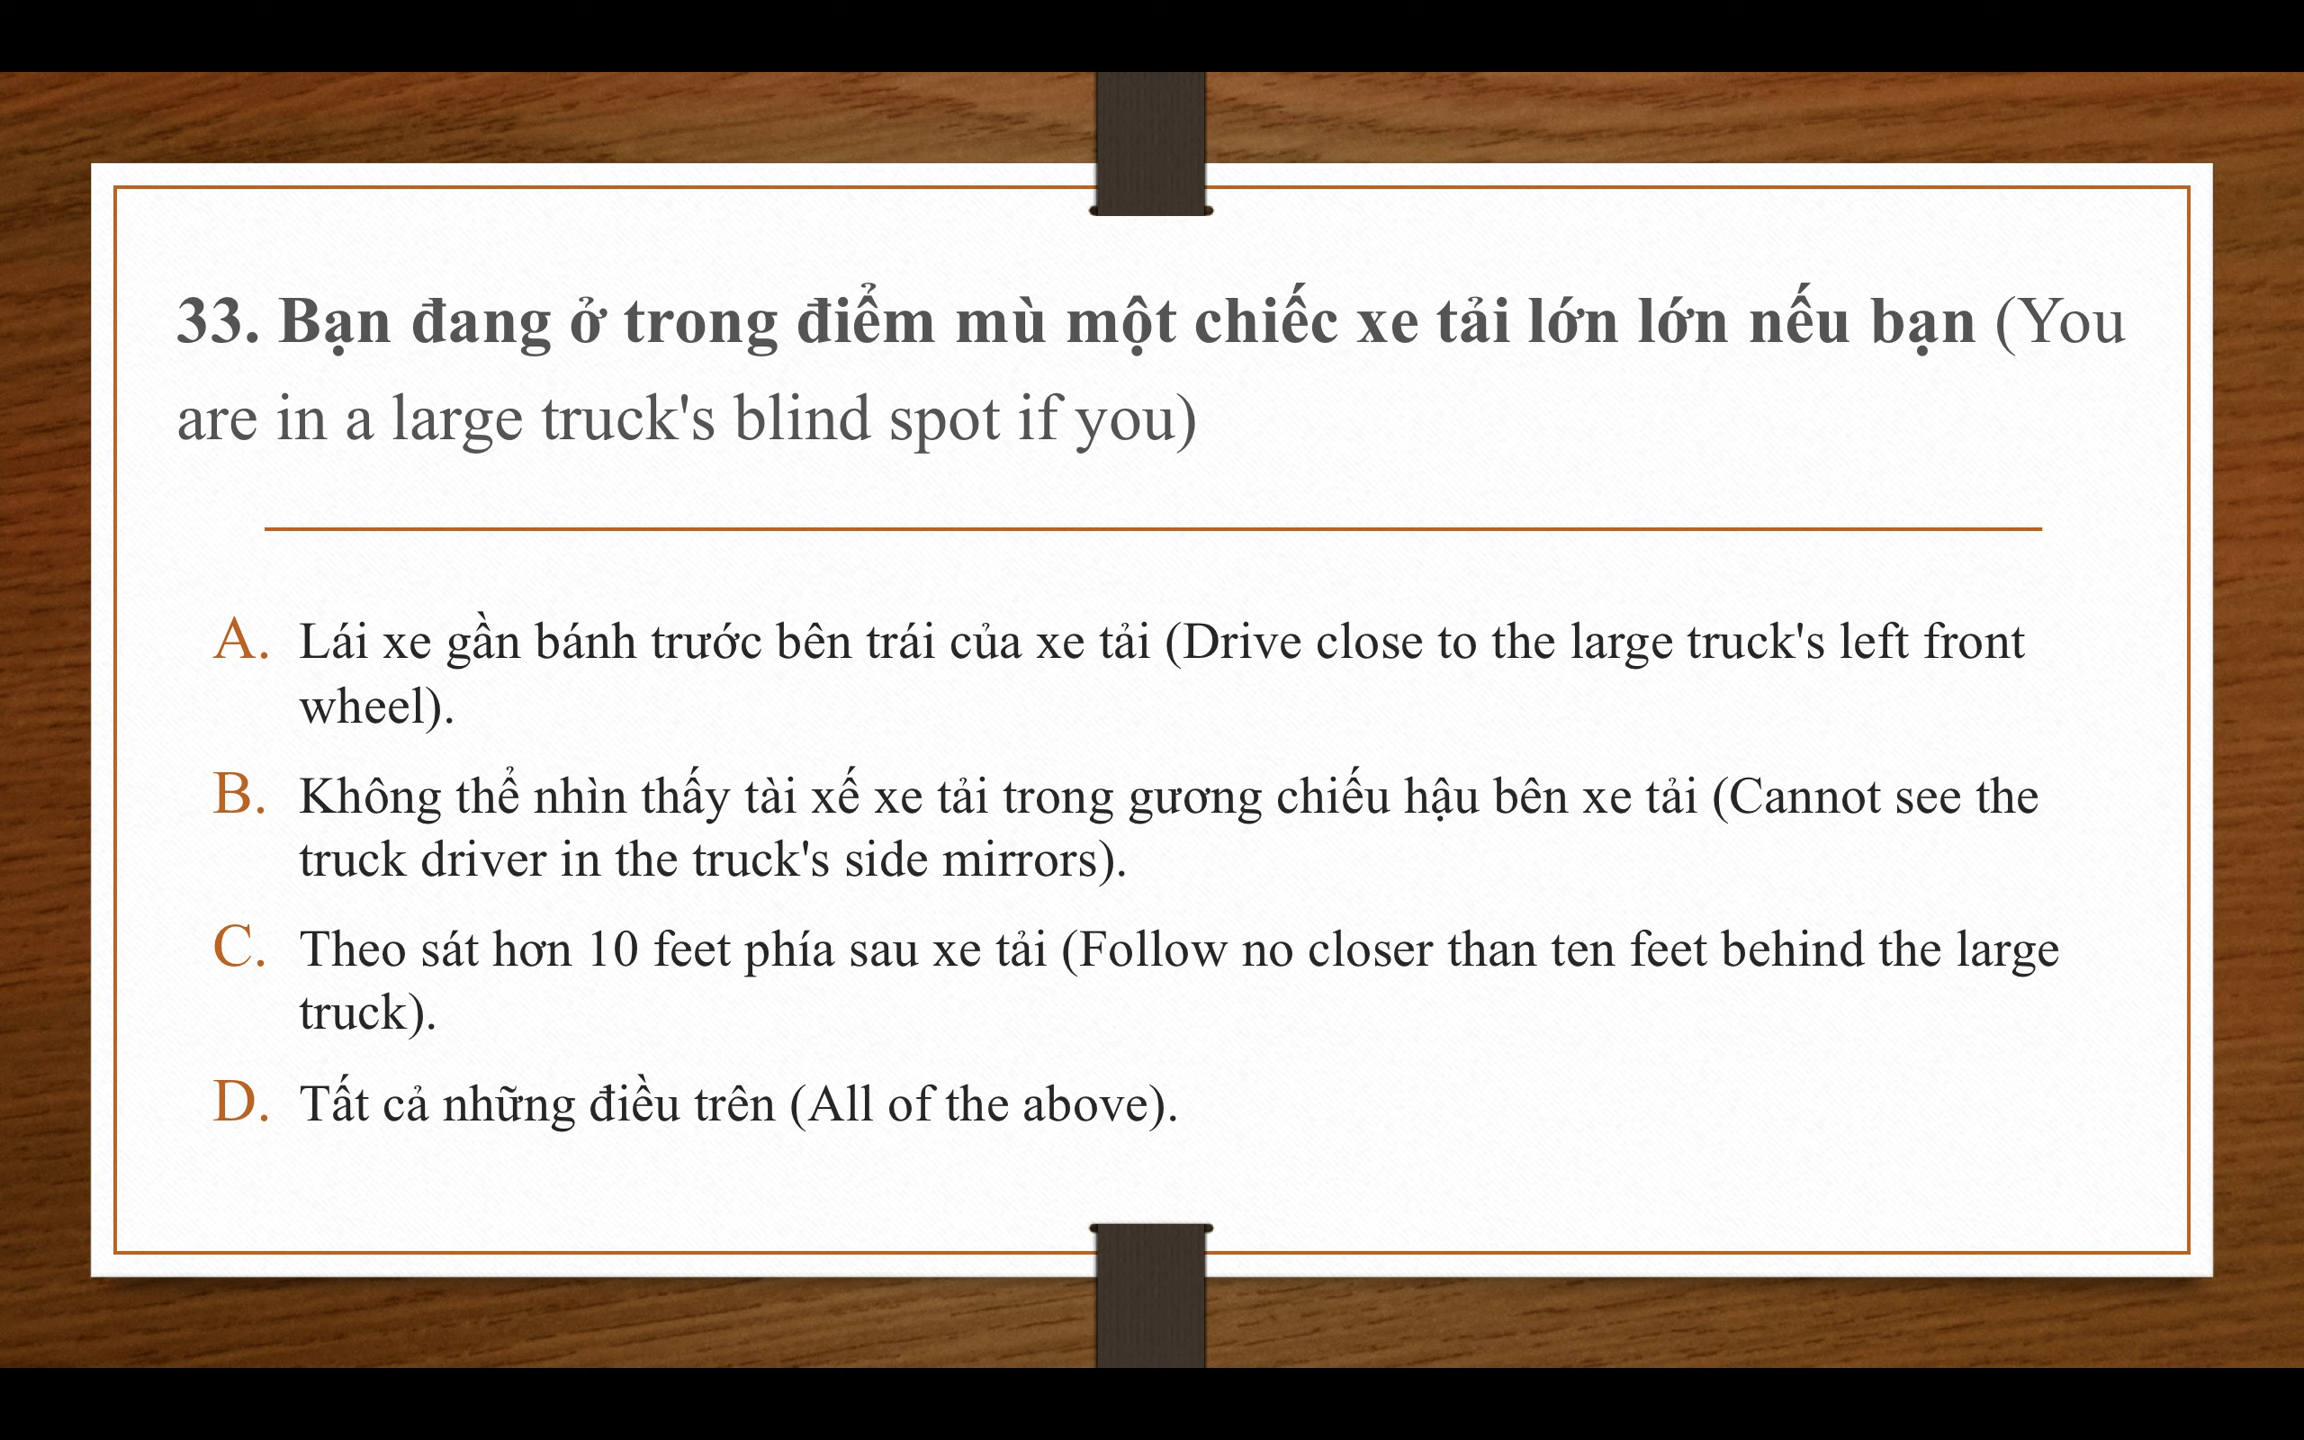 33. Bạn đang ở trong điểm mù một chiếc xe tải lớn lớn nếu bạn (You
are in a large truck's blind spot if you)
A. Lái xe gần bánh trước bên trái của xe tải (Drive close to the large truck's left front
wheel).
B. Không thể nhìn thấy tài xế xe tải trong gương chiếu hậu bên xe tải (Cannot see the
truck driver in the truck's side mirrors).
C. Theo sát hơn 10 feet phía sau xe tải (Follow no closer than ten feet behind the large
truck).
D. Tất cả những điều trên (All of the above).